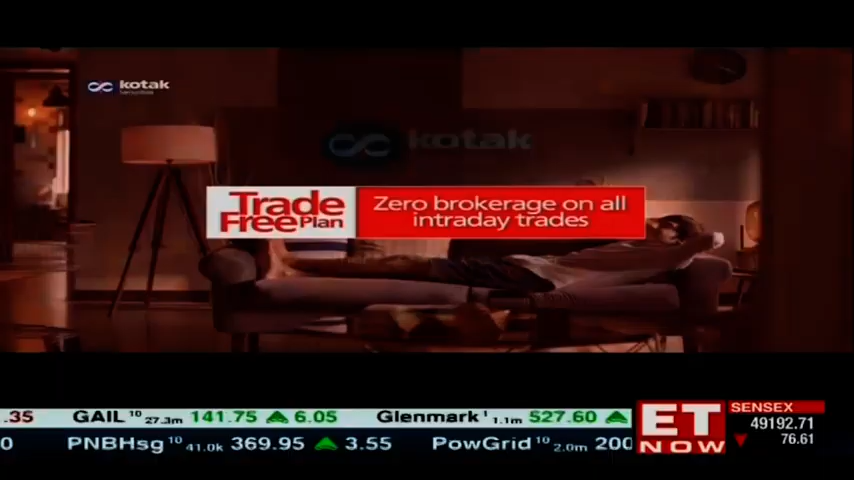 kotak
kotak
Trade
Free Plan
Zero brokerage on all
intraday trades
.35 GAIL 10 27.3m 141.75 6.05 Glenmark 1 1.1m 527.60
0 PNBHsg 10 41.0k 369.95 3.55 PowGrid 10 2.0m 200
ET
NOW
SENSEX
49192.71
76.61